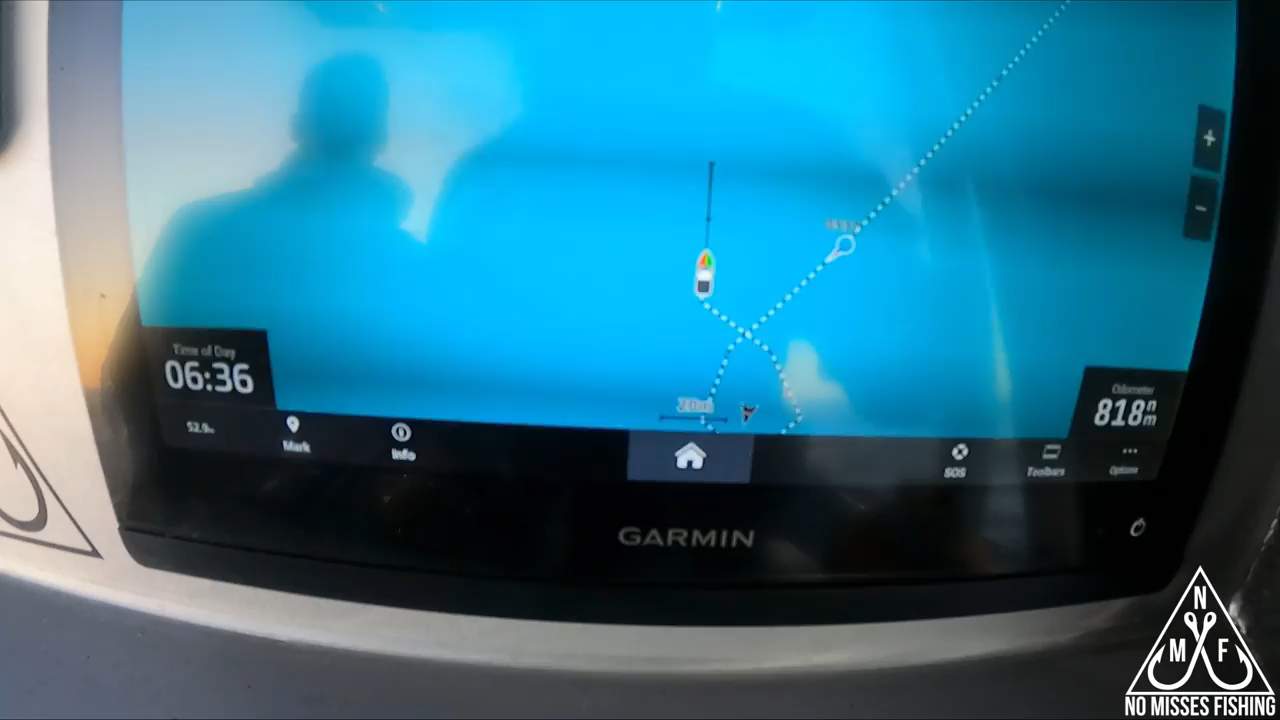 Time of Day
06:36
Mark
Info
SOS
Toolbars
Options
Odometer
818nm
GARMIN
N
M F
NO MISSES FISHING